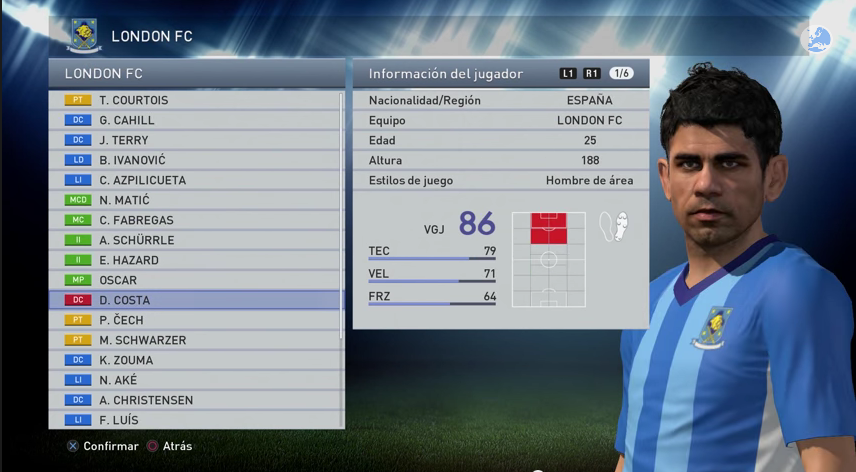 LONDON FC
LONDON FC
PT T. COURTOIS
DC G. CAHILL
DC J. TERRY
LD B. IVANOVIĆ
LI C. AZPILICUETA
MCD N. MATIĆ
MC C. FABREGAS
II A. SCHÜRRLE
II E. HAZARD
MP OSCAR
DC D. COSTA
PT P. ČECH
PT M. SCHWARZER
DC K. ZOUMA
LI N. AKÉ
DC A. CHRISTENSEN
LI F. LUÍS
Información del jugador L1 R1 1/6
Nacionalidad/Región ESPAÑA
Equipo LONDON FC
Edad 25
Altura 188
Estilos de juego Hombre de área
VGJ 86
TEC 79
VEL 71
FRZ 64
Confirmar Atrás